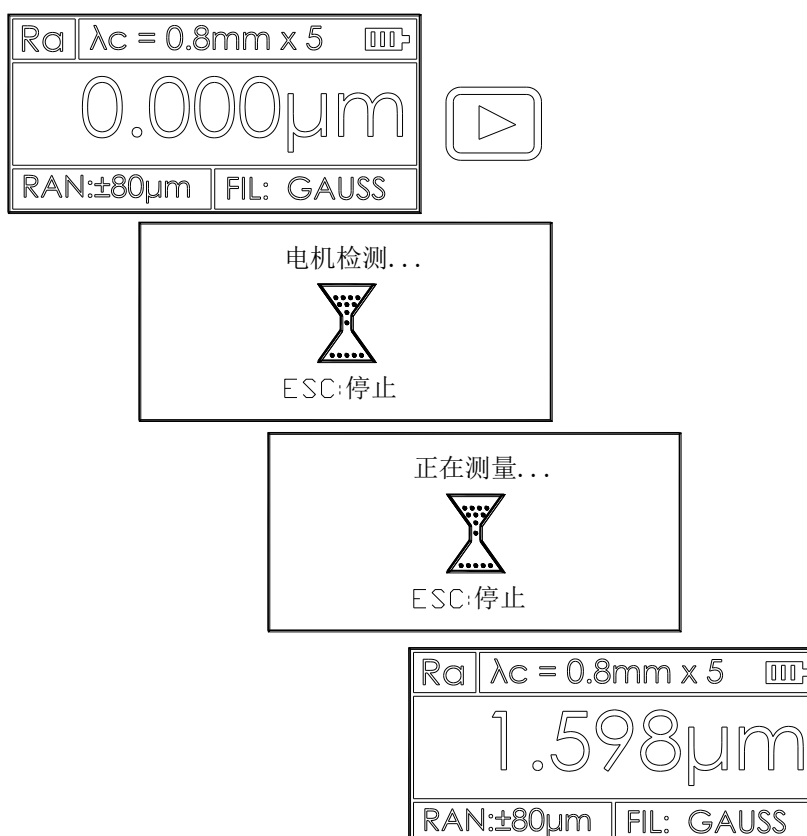 Ra λc = 0.8mm x 5
0.000μm
RAN:±80μm FIL: GAUSS
电机检测...
ESC:停止
正在测量...
ESC:停止
Ra λc = 0.8mm x 5
1.598μm
RAN:±80μm FIL: GAUSS